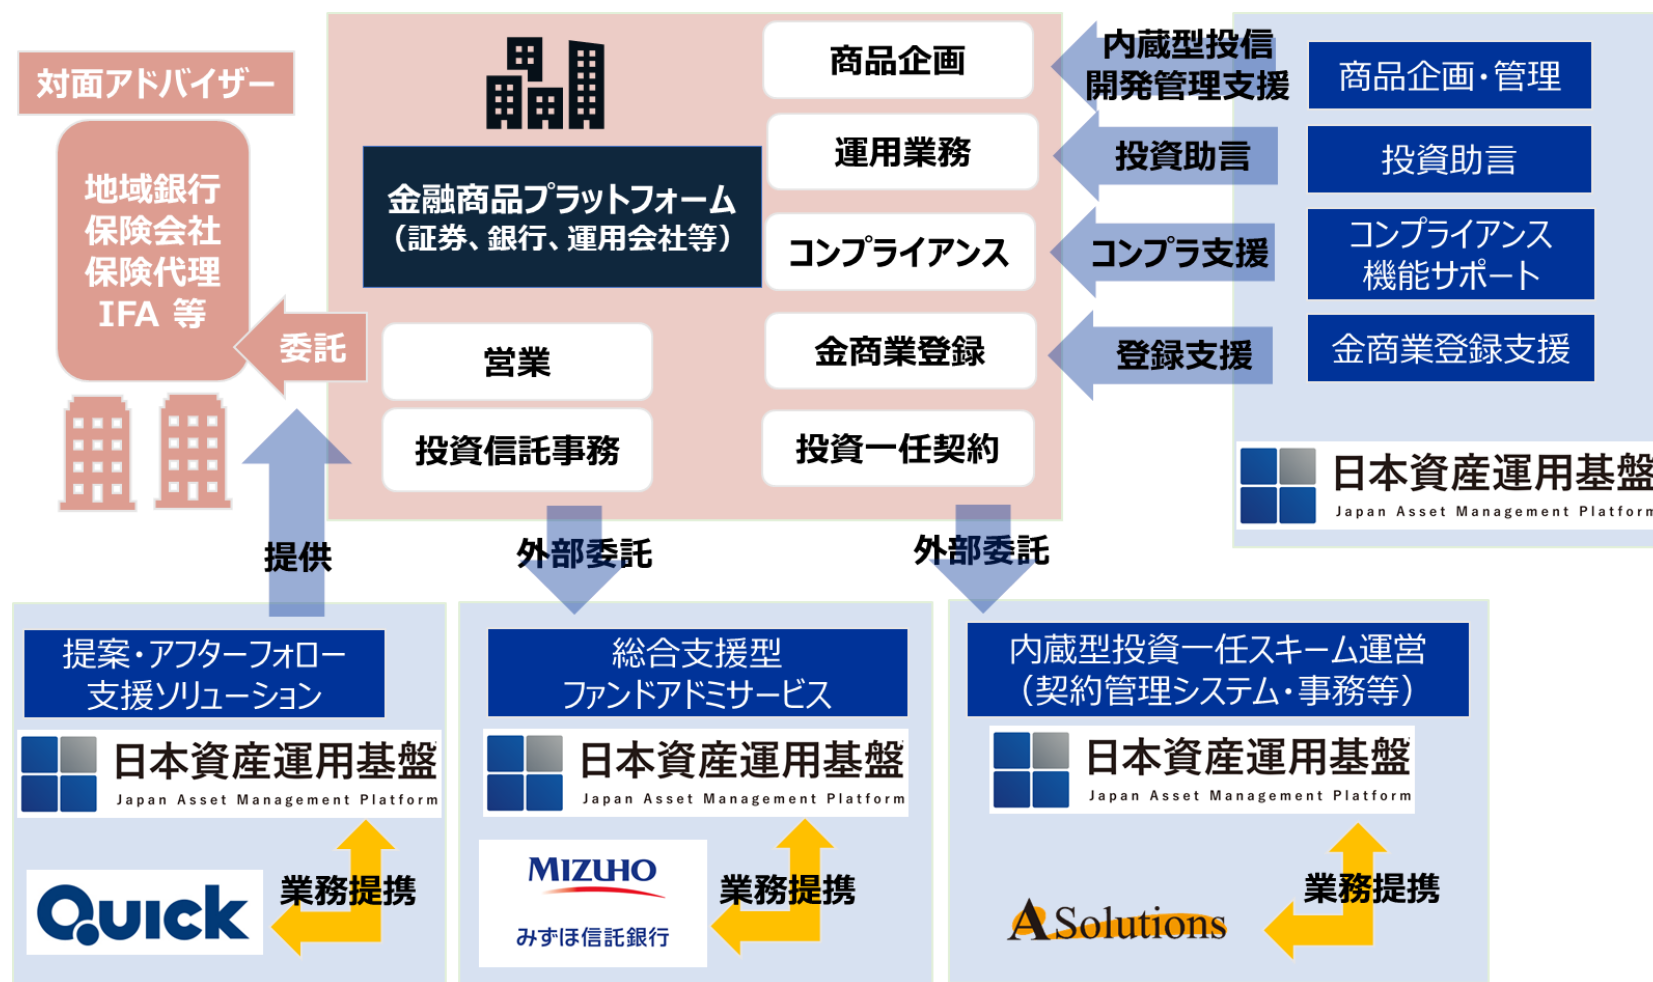 対面アドバイザー
地域銀行
保険会社
保険代理
IFA 等
委託
金融商品プラットフォーム
（証券、銀行、運用会社等）
営業
投資信託事務
商品企画
運用業務
コンプライアンス
金商業登録
投資一任契約
内蔵型投信
開発管理支援
投資助言
コンプラ支援
登録支援
商品企画・管理
投資助言
コンプライアンス
機能サポート
金商業登録支援
日本資産運用基盤
Japan Asset Management Platform
提供
外部委託
外部委託
提案・アフターフォロー
支援ソリューション
日本資産運用基盤
Japan Asset Management Platform
業務提携
QUICK
総合支援型
ファンドアドミサービス
日本資産運用基盤
Japan Asset Management Platform
業務提携
MIZUHO
みずほ信託銀行
内蔵型投資一任スキーム運営
（契約管理システム・事務等）
日本資産運用基盤
Japan Asset Management Platform
業務提携
A Solutions